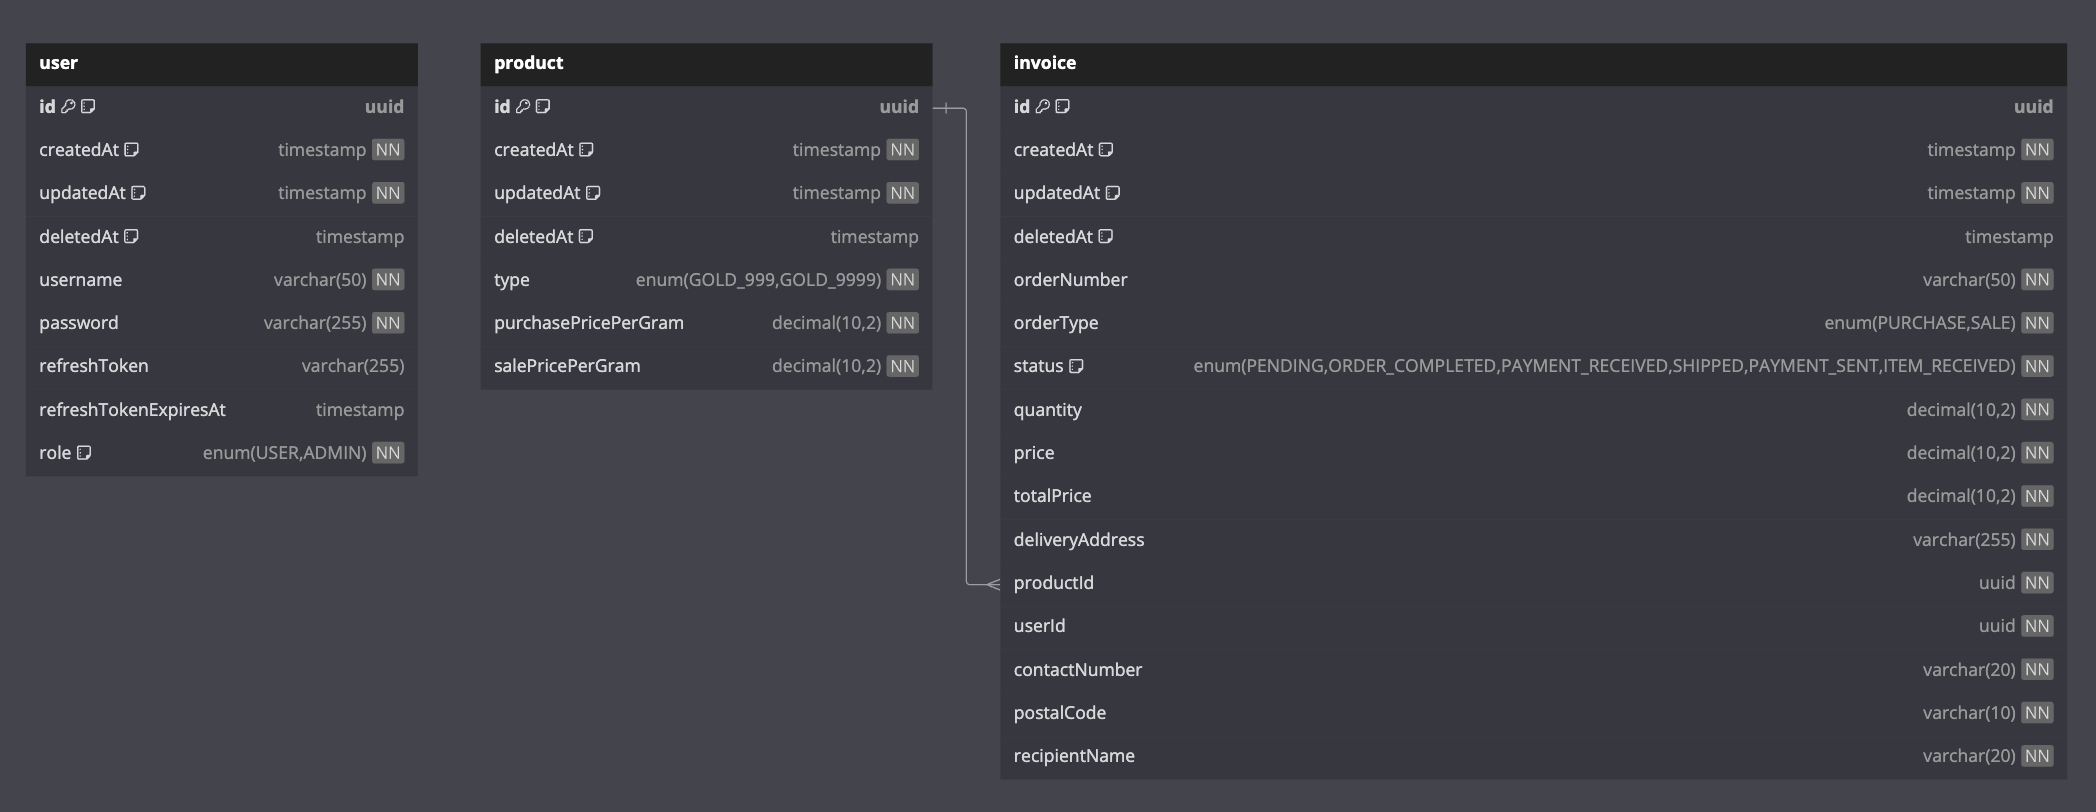 user
id uuid
createdAt timestamp NN
updatedAt timestamp NN
deletedAt timestamp
username varchar(50) NN
password varchar(255) NN
refreshToken varchar(255)
refreshTokenExpiresAt timestamp
role enum(USER,ADMIN) NN
product
id uuid
createdAt timestamp NN
updatedAt timestamp NN
deletedAt timestamp
type enum(GOLD_999,GOLD_9999) NN
purchasePricePerGram decimal(10,2) NN
salePricePerGram decimal(10,2) NN
invoice
id uuid
createdAt timestamp NN
updatedAt timestamp NN
deletedAt timestamp
orderNumber varchar(50) NN
orderType enum(PURCHASE,SALE) NN
status enum(PENDING,ORDER_COMPLETED,PAYMENT_RECEIVED,SHIPPED,PAYMENT_SENT,ITEM_RECEIVED) NN
quantity decimal(10,2) NN
price decimal(10,2) NN
totalPrice decimal(10,2) NN
deliveryAddress varchar(255) NN
productId uuid NN
userId uuid NN
contactNumber varchar(20) NN
postalCode varchar(10) NN
recipientName varchar(20) NN